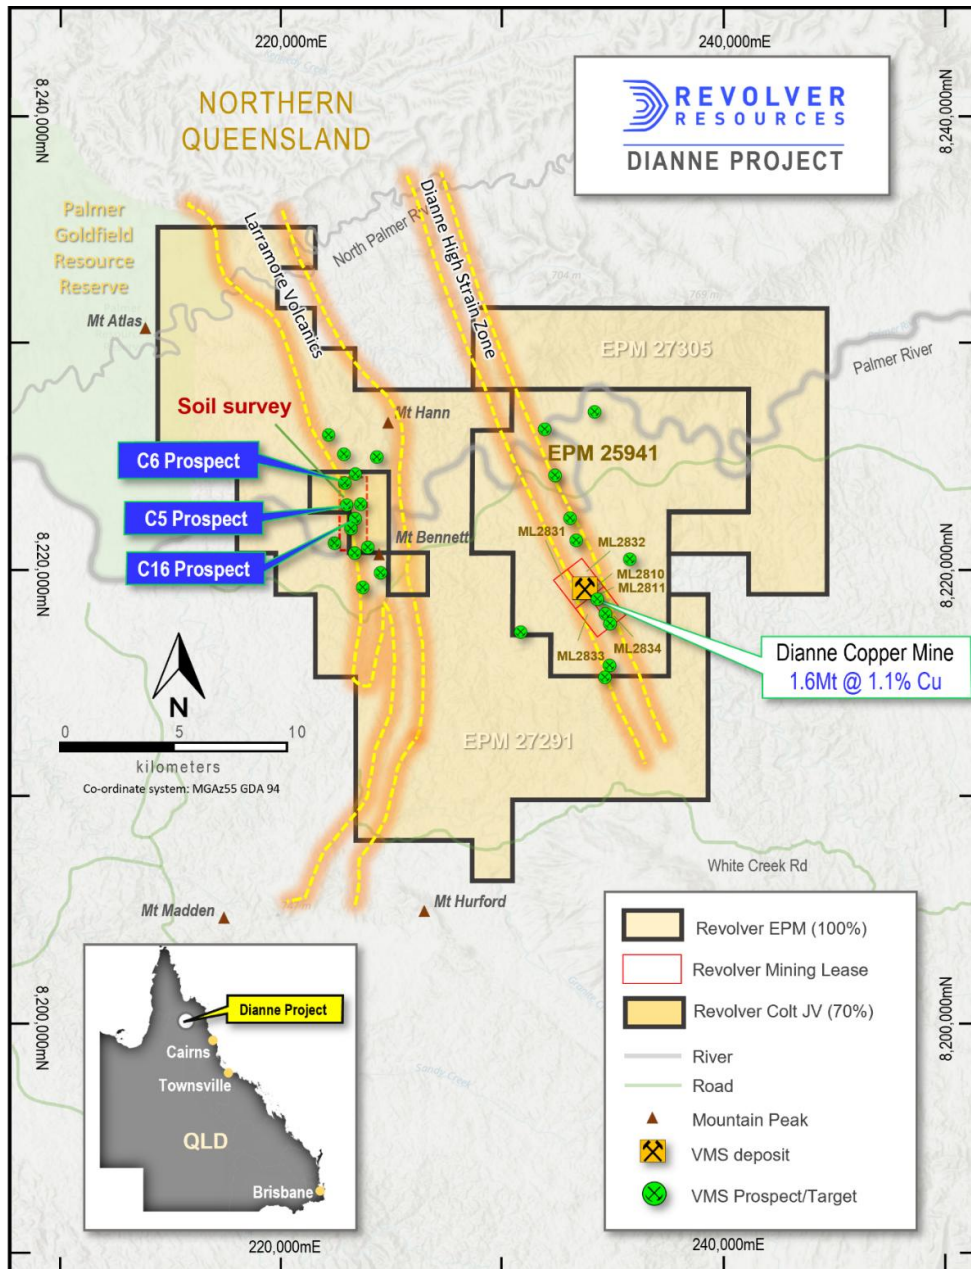 220,000mE
240,000mE
8,240,000mN
8,240,000mN
NORTHERN
QUEENSLAND
REVOLVER
RESOURCES
DIANNE PROJECT
Palmer
Goldfield
Resource
Reserve
Larramore Volcanics
North Palmer River
Dianne High Strain Zone
704 m
769 m
Mt Atlas
EPM 27305
Palmer River
Soil survey
Mt Hann
C6 Prospect
EPM 25941
C5 Prospect
Mt Bennett
ML2831
ML2832
C16 Prospect
ML2810
ML2811
8,220,000mN
8,220,000mN
Dianne Copper Mine
1.6Mt @ 1.1% Cu
ML2833
ML2834
N
0 5 10
kilometers
Co-ordinate system: MGAz55 GDA 94
EPM 27291
White Creek Rd
Mt Madden
Mt Hurford
Sandy Creek
Dianne Project
Cairns
Townsville
QLD
Brisbane
Revolver EPM (100%)
Revolver Mining Lease
Revolver Colt JV (70%)
River
Road
Mountain Peak
VMS deposit
VMS Prospect/Target
8,200,000mN
8,200,000mN
220,000mE
240,000mE